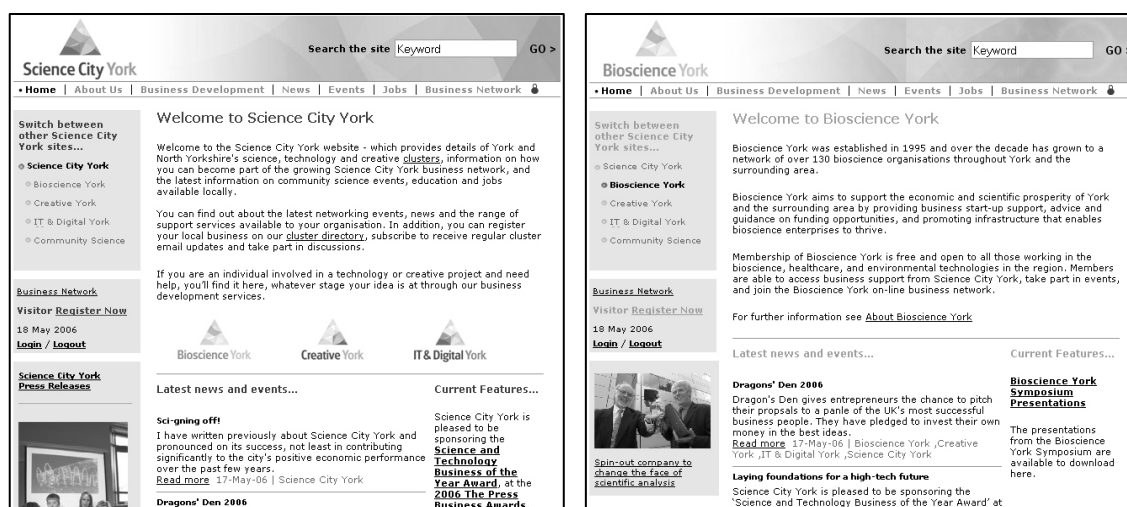 Science City York
Search the site Keyword GO >
• Home | About Us | Business Development | News | Events | Jobs | Business Network
Switch between
other Science City
York sites...
Science City York
Bioscience York
Creative York
IT & Digital York
Community Science
Business Network
Visitor Register Now
18 May 2006
Login / Logout
Science City York
Press Releases
Welcome to Science City York
Welcome to the Science City York website - which provides details of York and
North Yorkshire's science, technology and creative clusters, information on how
you can become part of the growing Science City York business network, and
the latest information on community science events, education and jobs
available locally.
You can find out about the latest networking events, news and the range of
support services available to your organisation. In addition, you can register
your local business on our cluster directory, subscribe to receive regular cluster
email updates and take part in discussions.
If you are an individual involved in a technology or creative project and need
help, you'll find it here, whatever stage your idea is at through our business
development services.
Bioscience York
Creative York
IT & Digital York
Latest news and events...
Sci-gning off!
I have written previously about Science City York and
pronounced on its success, not least in contributing
significantly to the city's positive economic performance
over the past few years.
Read more 17-May-06 | Science City York
Dragons' Den 2006
Current Features...
Science City York is
pleased to be
sponsoring the
Science and
Technology
Business of the
Year Award, at the
2006 The Press
Business Awards
Bioscience York
Search the site Keyword GO >
• Home | About Us | Business Development | News | Events | Jobs | Business Network
Switch between
other Science City
York sites...
Science City York
Bioscience York
Creative York
IT & Digital York
Community Science
Business Network
Visitor Register Now
18 May 2006
Login / Logout
Spin-out company to
change the face of
scientific analysis
Welcome to Bioscience York
Bioscience York was established in 1995 and over the decade has grown to a
network of over 130 bioscience organisations throughout York and the
surrounding area.
Bioscience York aims to support the economic and scientific prosperity of York
and the surrounding area by providing business start-up support, advice and
guidance on funding opportunities, and promoting infrastructure that enables
bioscience enterprises to thrive.
Membership of Bioscience York is free and open to all those working in the
bioscience, healthcare, and environmental technologies in the region. Members
are able to access business support from Science City York, take part in events,
and join the Bioscience York on-line business network.
For further information see About Bioscience York
Latest news and events...
Dragons' Den 2006
Dragon's Den gives entrepreneurs the chance to pitch
their propsals to a panle of the UK's most successful
business people. They have pledged to invest their own
money in the best ideas.
Read more 17-May-06 | Bioscience York ,Creative
York ,IT & Digital York ,Science City York
Laying foundations for a high-tech future
Science City York is pleased to be sponsoring the
'Science and Technology Business of the Year Award' at
Current Features...
Bioscience York
Symposium
Presentations
The presentations
from the Bioscience
York Symposium are
available to download
here.